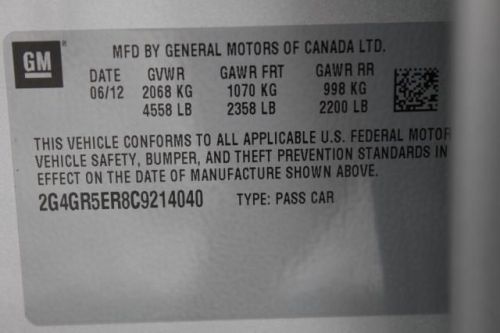 GM
MFD BY GENERAL MOTORS OF CANADA LTD.
DATE GVWR GAWR FRT GAWR RR
06/12 2068 KG 1070 KG 998 KG
4558 LB 2358 LB 2200 LB
THIS VEHICLE CONFORMS TO ALL APPLICABLE U.S. FEDERAL MOTOR
VEHICLE SAFETY, BUMPER, AND THEFT PREVENTION STANDARDS IN
EFFECT ON THE DATE OF MANUFACTURE SHOWN ABOVE.
2G4GR5ER8C9214040 TYPE: PASS CAR